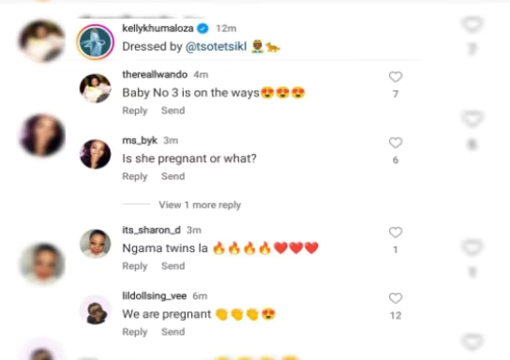 kellykhumaloza 12m
Dressed by @tsotetsikl 🤵🏾🐆
thereallwando 4m
Baby No 3 is on the ways😍😍😍
7
Reply Send
ms_byk 3m
Is she pregnant or what?
6
Reply Send
View 1 more reply
its_sharon_d 3m
Ngama twins la 🔥🔥🔥🔥❤️❤️❤️
1
Reply Send
lildollsing_vee 6m
We are pregnant 👏👏👏😍
12
Reply Send